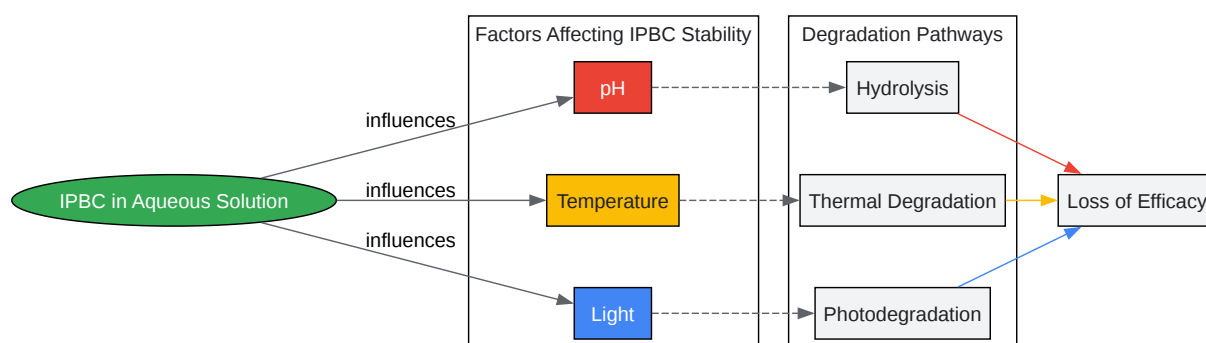 Factors Affecting IPBC Stability
Degradation Pathways
pH
Hydrolysis
influences
IPBC in Aqueous Solution
influences
Temperature
Thermal Degradation
Loss of Efficacy
influences
Light
Photodegradation